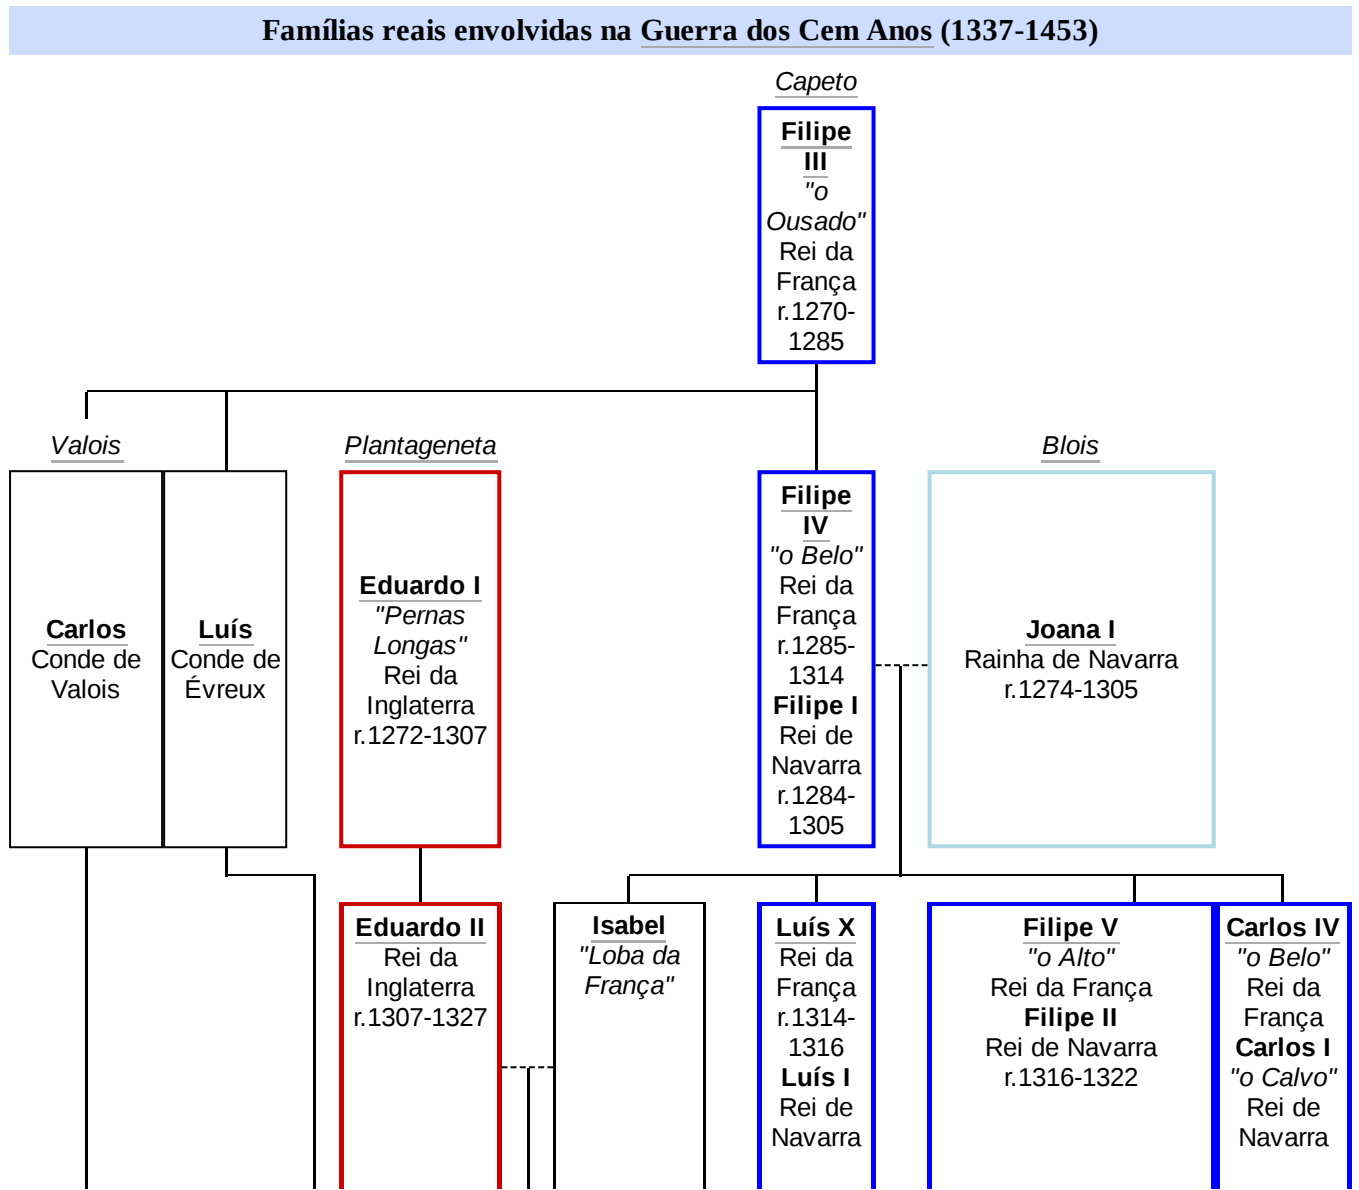 Famílias reais envolvidas na Guerra dos Cem Anos (1337-1453)
Capeto
Filipe
III
"o
Ousado"
Rei da
França
r.1270-
1285
Valois
Plantageneta
Blois
Carlos
Conde de
Valois
Luís
Conde de
Évreux
Eduardo I
"Pernas
Longas"
Rei da
Inglaterra
r.1272-1307
Filipe
IV
"o Belo"
Rei da
França
r.1285-
1314
Filipe I
Rei de
Navarra
r.1284-
1305
Joana I
Rainha de Navarra
r.1274-1305
Eduardo II
Rei da
Inglaterra
r.1307-1327
Isabel
"Loba da
França"
Luís X
Rei da
França
r.1314-
1316
Luís I
Rei de
Navarra
Filipe V
"o Alto"
Rei da França
Filipe II
Rei de Navarra
r.1316-1322
Carlos IV
"o Belo"
Rei da
França
Carlos I
"o Calvo"
Rei de
Navarra